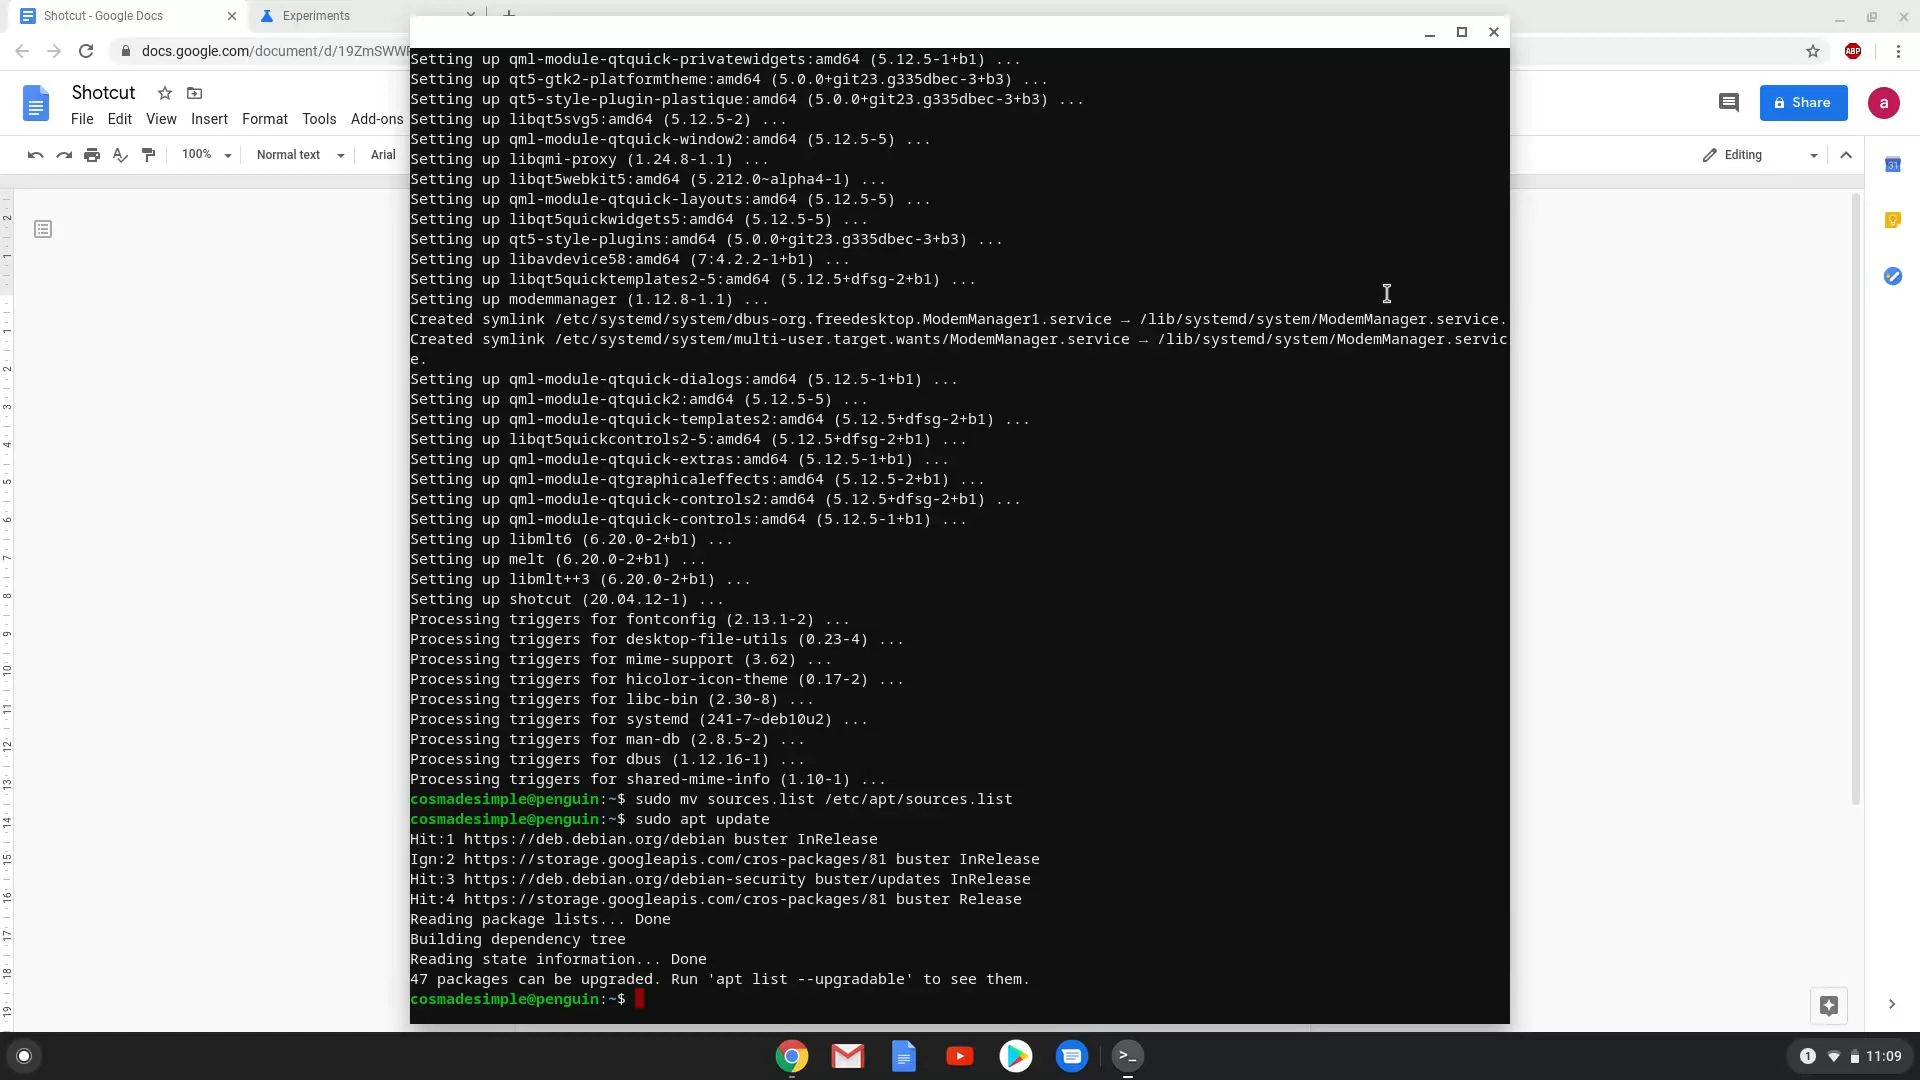 Shotcut - Google Docs
Experiments
docs.google.com/document/d/19ZmSWW
ABP
Shotcut
File Edit View Insert Format Tools Add-ons
Share
a
100% Normal text Arial
Editing
31
Setting up qml-module-qtquick-privatewidgets:amd64 (5.12.5-1+b1) ...
Setting up qt5-gtk2-platformtheme:amd64 (5.0.0+git23.g335dbec-3+b3) ...
Setting up qt5-style-plugin-plastique:amd64 (5.0.0+git23.g335dbec-3+b3) ...
Setting up libqt5svg5:amd64 (5.12.5-2) ...
Setting up qml-module-qtquick-window2:amd64 (5.12.5-5) ...
Setting up libqmi-proxy (1.24.8-1.1) ...
Setting up libqt5webkit5:amd64 (5.212.0~alpha4-1) ...
Setting up qml-module-qtquick-layouts:amd64 (5.12.5-5) ...
Setting up libqt5quickwidgets5:amd64 (5.12.5-5) ...
Setting up qt5-style-plugins:amd64 (5.0.0+git23.g335dbec-3+b3) ...
Setting up libavdevice58:amd64 (7:4.2.2-1+b1) ...
Setting up libqt5quicktemplates2-5:amd64 (5.12.5+dfsg-2+b1) ...
Setting up modemmanager (1.12.8-1.1) ...
Created symlink /etc/systemd/system/dbus-org.freedesktop.ModemManager1.service → /lib/systemd/system/ModemManager.service.
Created symlink /etc/systemd/system/multi-user.target.wants/ModemManager.service → /lib/systemd/system/ModemManager.servic
e.
Setting up qml-module-qtquick-dialogs:amd64 (5.12.5-1+b1) ...
Setting up qml-module-qtquick2:amd64 (5.12.5-5) ...
Setting up qml-module-qtquick-templates2:amd64 (5.12.5+dfsg-2+b1) ...
Setting up libqt5quickcontrols2-5:amd64 (5.12.5+dfsg-2+b1) ...
Setting up qml-module-qtquick-extras:amd64 (5.12.5-1+b1) ...
Setting up qml-module-qtgraphicaleffects:amd64 (5.12.5-2+b1) ...
Setting up qml-module-qtquick-controls2:amd64 (5.12.5+dfsg-2+b1) ...
Setting up qml-module-qtquick-controls:amd64 (5.12.5-1+b1) ...
Setting up libmlt6 (6.20.0-2+b1) ...
Setting up melt (6.20.0-2+b1) ...
Setting up libmlt++3 (6.20.0-2+b1) ...
Setting up shotcut (20.04.12-1) ...
Processing triggers for fontconfig (2.13.1-2) ...
Processing triggers for desktop-file-utils (0.23-4) ...
Processing triggers for mime-support (3.62) ...
Processing triggers for hicolor-icon-theme (0.17-2) ...
Processing triggers for libc-bin (2.30-8) ...
Processing triggers for systemd (241-7~deb10u2) ...
Processing triggers for man-db (2.8.5-2) ...
Processing triggers for dbus (1.12.16-1) ...
Processing triggers for shared-mime-info (1.10-1) ...
cosmadesimple@penguin:~$ sudo mv sources.list /etc/apt/sources.list
cosmadesimple@penguin:~$ sudo apt update
Hit:1 https://deb.debian.org/debian buster InRelease
Ign:2 https://storage.googleapis.com/cros-packages/81 buster InRelease
Hit:3 https://deb.debian.org/debian-security buster/updates InRelease
Hit:4 https://storage.googleapis.com/cros-packages/81 buster Release
Reading package lists... Done
Building dependency tree
Reading state information... Done
47 packages can be upgraded. Run 'apt list --upgradable' to see them.
cosmadesimple@penguin:~$
2
1
1
2
3
4
5
6
7
8
9
10
11
12
13
14
15
16
17
18
19
>_
1
11:09